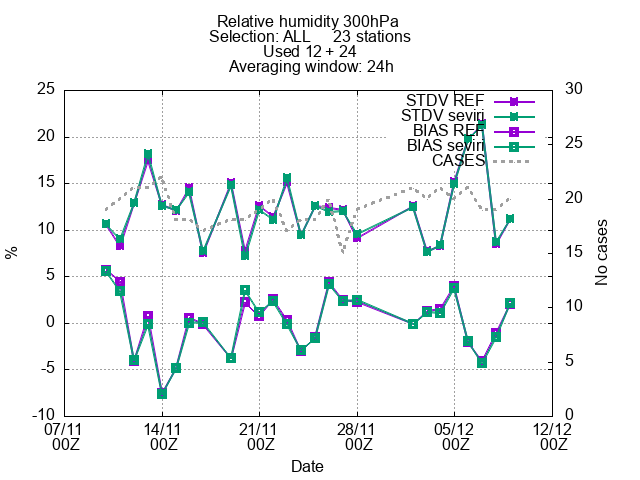 Relative humidity 300hPa
Selection: ALL 23 stations
Used 12 + 24
Averaging window: 24h
STDV REF
STDV seviri
BIAS REF
BIAS seviri
CASES
%
25
20
15
10
5
0
-5
-10
No cases
30
25
20
15
10
5
0
07/11 14/11 21/11 28/11 05/12 12/12
00Z 00Z 00Z 00Z 00Z 00Z
Date